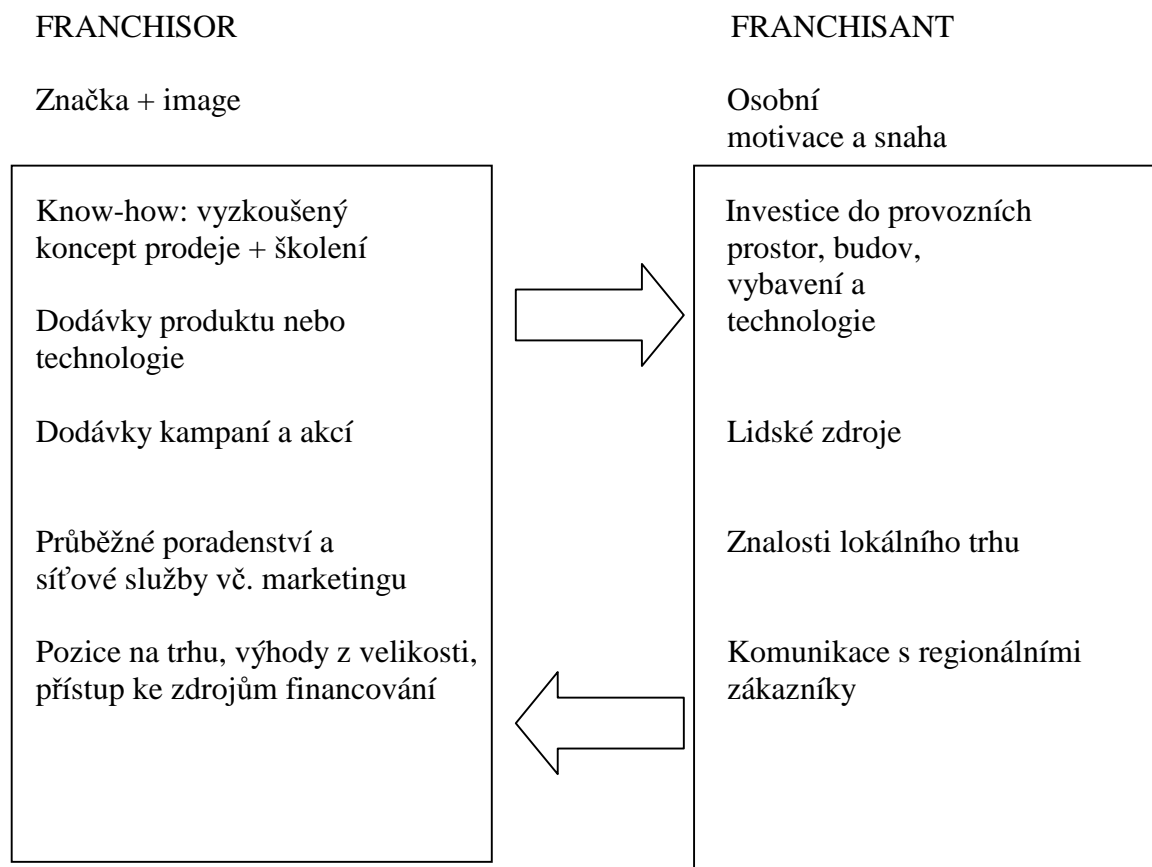 FRANCHISOR
Značka + image
Know-how: vyzkoušený
koncept prodeje + školení
Dodávky produktu nebo
technologie
Dodávky kampaní a akcí
Průběžné poradenství a
síťové služby vč. marketingu
Pozice na trhu, výhody z velikosti,
přístup ke zdrojům financování
FRANCHISANT
Osobní
motivace a snaha
Investice do provozních
prostor, budov,
vybavení a
technologie
Lidské zdroje
Znalosti lokálního trhu
Komunikace s regionálními
zákazníky